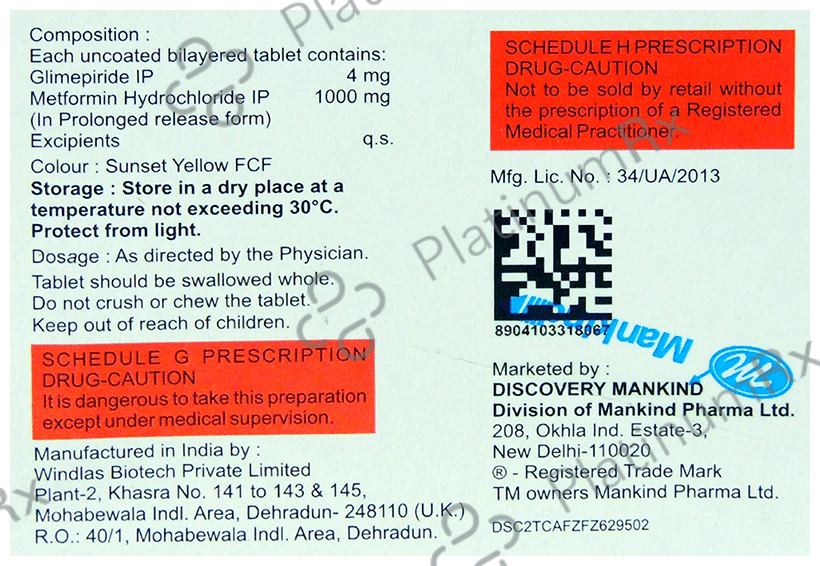 Composition :
Each uncoated bilayered tablet contains:
Glimepiride IP 4 mg
Metformin Hydrochloride IP 1000 mg
(In Prolonged release form)
Excipients q.s.
Colour : Sunset Yellow FCF
Storage : Store in a dry place at a
temperature not exceeding 30°C.
Protect from light.
Dosage : As directed by the Physician.
Tablet should be swallowed whole.
Do not crush or chew the tablet.
Keep out of reach of children.
SCHEDULE G PRESCRIPTION
DRUG-CAUTION
It is dangerous to take this preparation
except under medical supervision.
Manufactured in India by :
Windlas Biotech Private Limited
Plant-2, Khasra No. 141 to 143 & 145,
Mohabewala Indl. Area, Dehradun- 248110 (U.K.)
R.O.: 40/1, Mohabewala Indl. Area, Dehradun.
SCHEDULE H PRESCRIPTION
DRUG-CAUTION
Not to be sold by retail without
the prescription of a Registered
Medical Practitioner.
Mfg. Lic. No. : 34/UA/2013
8904103318067
Mankind
Marketed by :
DISCOVERY MANKIND
Division of Mankind Pharma Ltd.
208, Okhla Ind. Estate-3,
New Delhi-110020
® - Registered Trade Mark
TM owners Mankind Pharma Ltd.
DSC2TCAFZFZ629502
PlatinumRx
PlatinumRx
PlatinumRx
Rx